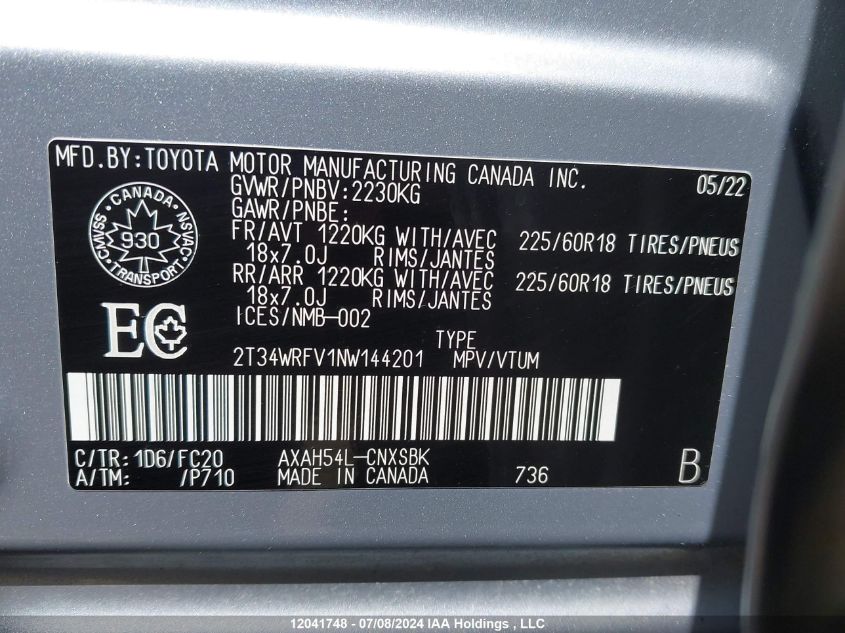 MFD.BY:TOYOTA MOTOR MANUFACTURING CANADA INC. 05/22
GVWR/PNBV:2230KG
GAWR/PNBE:
FR/AVT 1220KG WITH/AVEC 225/60R18 TIRES/PNEUS
18x7.0J RIMS/JANTES
RR/ARR 1220KG WITH/AVEC 225/60R18 TIRES/PNEUS
18x7.0J RIMS/JANTES
ICES/NMB-002
CANADA
CMVSS 930 NSVAC
TRANSPORT
EC
TYPE
2T34WRFV1NW144201 MPV/VTUM
C/TR: 1D6/FC20 AXAH54L-CNXSBK
A/TM: /P710 MADE IN CANADA 736 B
12041748 - 07/08/2024 IAA Holdings , LLC